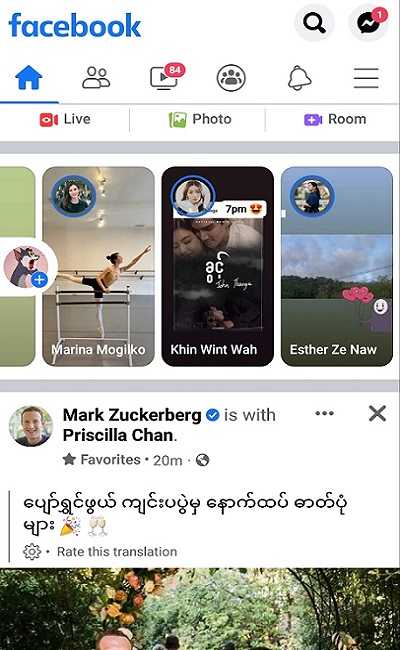 facebook
1
84
Live
Photo
Room
7pm 😍
ခွင့်
Marina Mogilko
Khin Wint Wah
Esther Ze Naw
Mark Zuckerberg is with
Priscilla Chan.
Favorites • 20m •
ပျော်ရွှင်ဖွယ် ကျင်းပပွဲမှ နောက်ထပ် ဓာတ်ပုံ
များ 🎉 🥂
• Rate this translation